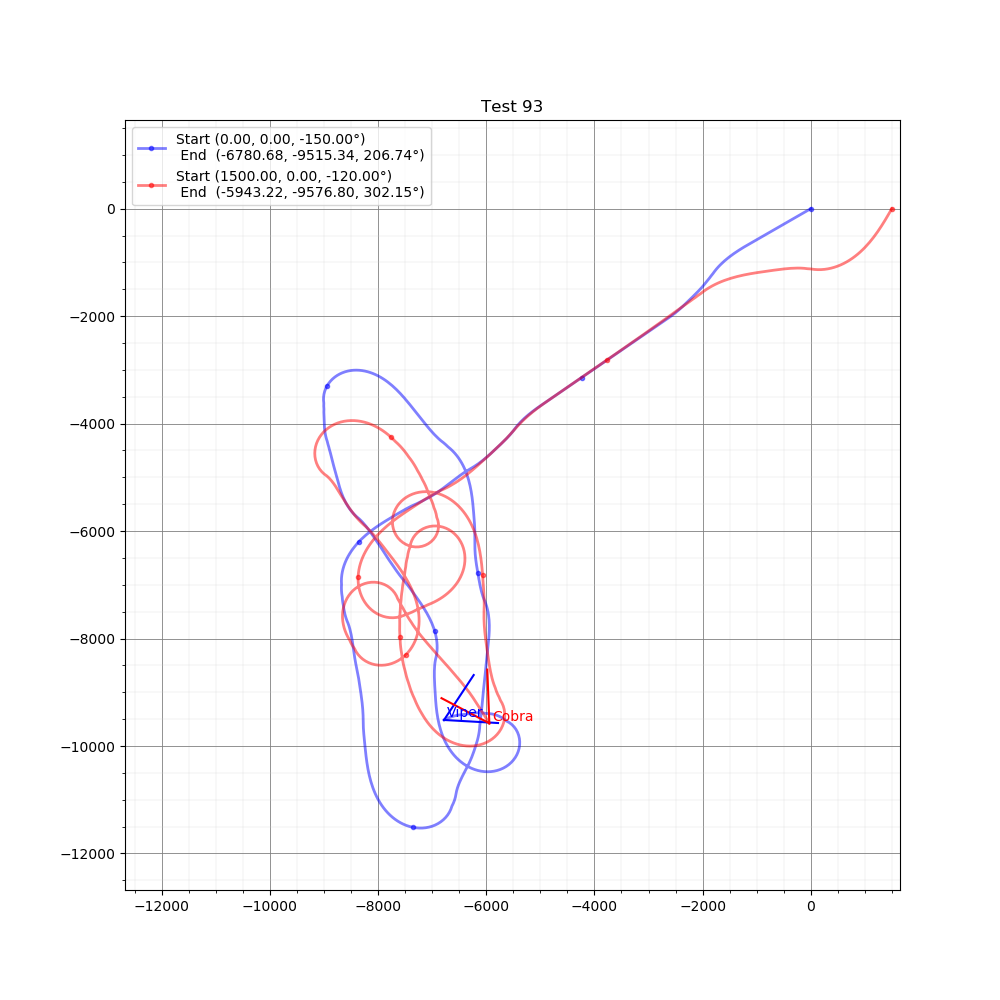 Test 93
Start (0.00, 0.00, -150.00°)
End (-6780.68, -9515.34, 206.74°)
Start (1500.00, 0.00, -120.00°)
End (-5943.22, -9576.80, 302.15°)
0
−2000
−4000
−6000
−8000
−10000
−12000
Viper
Cobra
−12000 −10000 −8000 −6000 −4000 −2000 0